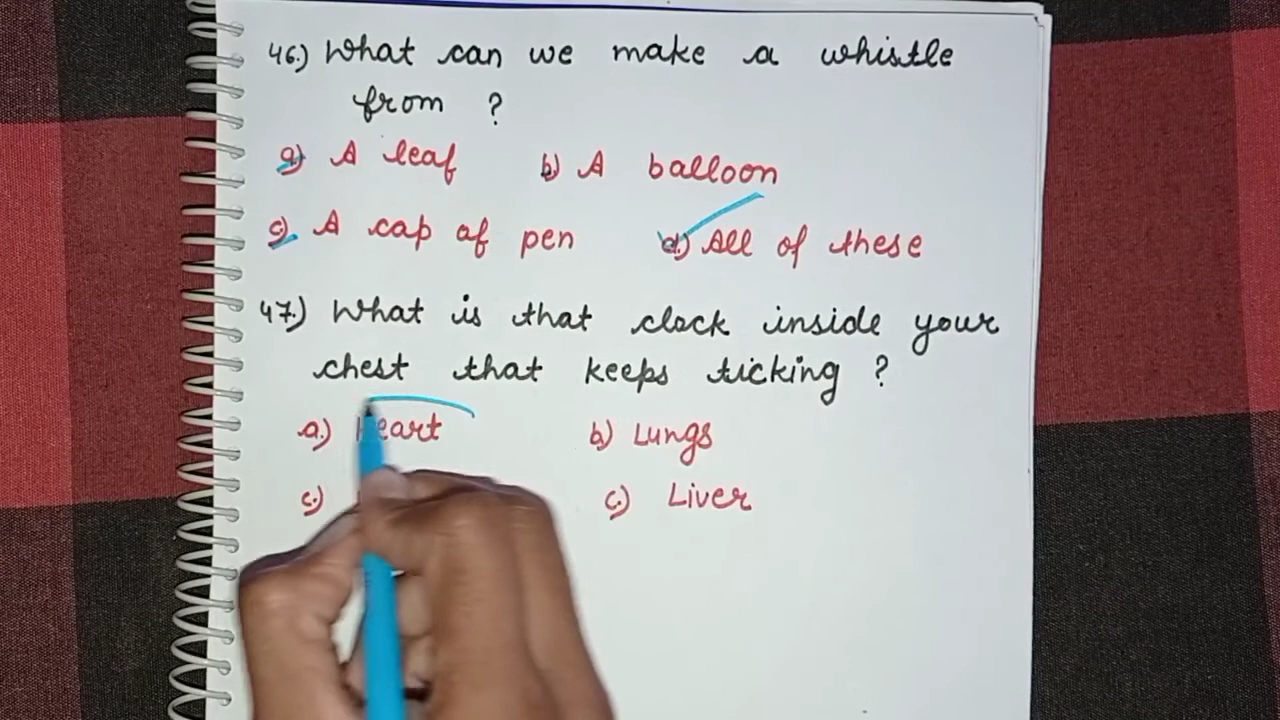 46.) What can we make a whistle
from ?
a) A leaf b) A balloon
c) A cap of pen d.) All of these
47.) What is that clock inside your
chest that keeps ticking ?
a.) Heart b) Lungs
c.) c.) Liver